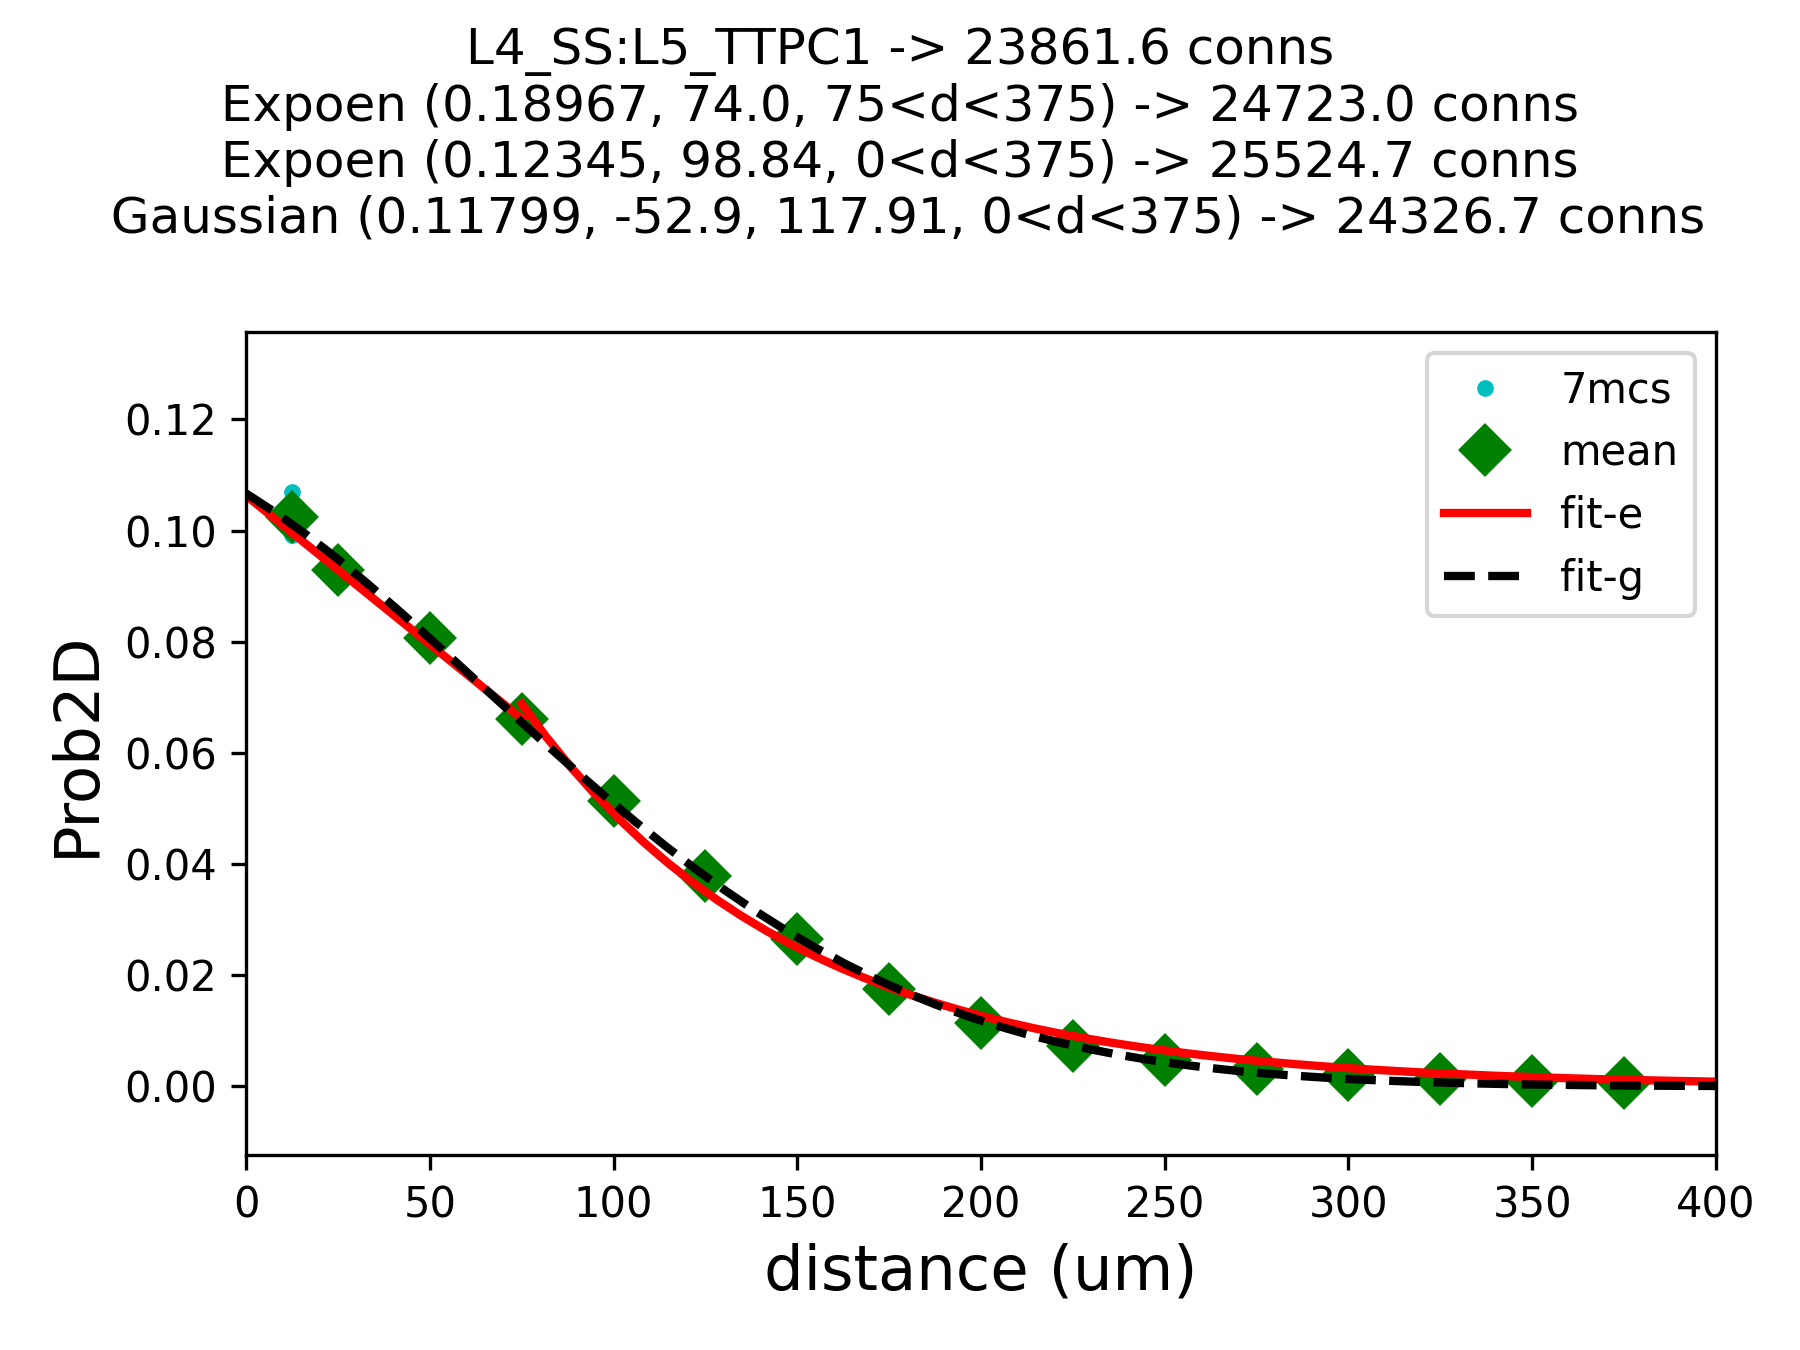 L4_SS:L5_TTPC1 -> 23861.6 conns
Expoen (0.18967, 74.0, 75<d<375) -> 24723.0 conns
Expoen (0.12345, 98.84, 0<d<375) -> 25524.7 conns
Gaussian (0.11799, -52.9, 117.91, 0<d<375) -> 24326.7 conns
7mcs
mean
fit-e
fit-g
Prob2D
0.12
0.10
0.08
0.06
0.04
0.02
0.00
0 50 100 150 200 250 300 350 400
distance (um)